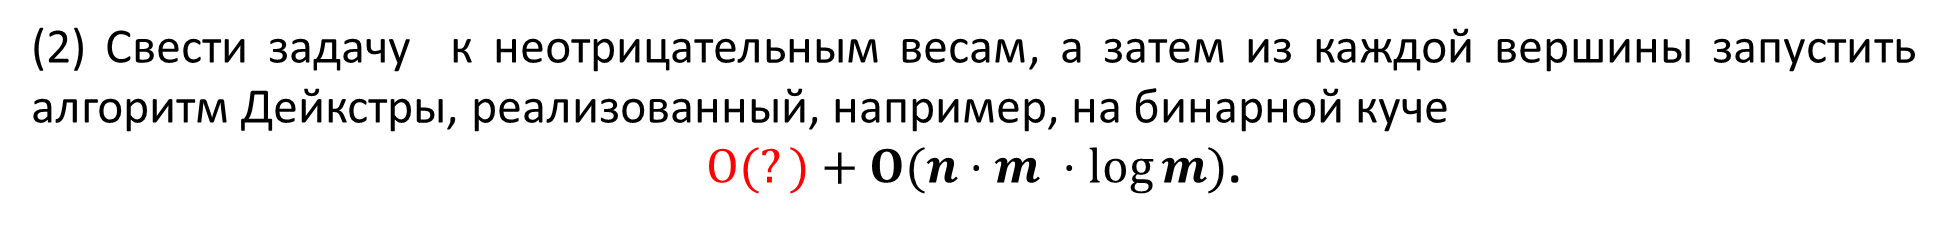 (2) Свести задачу к неотрицательным весам, а затем из каждой вершины запустить
алгоритм Дейкстры, реализованный, например, на бинарной куче
O(?) + O(n · m · log m).